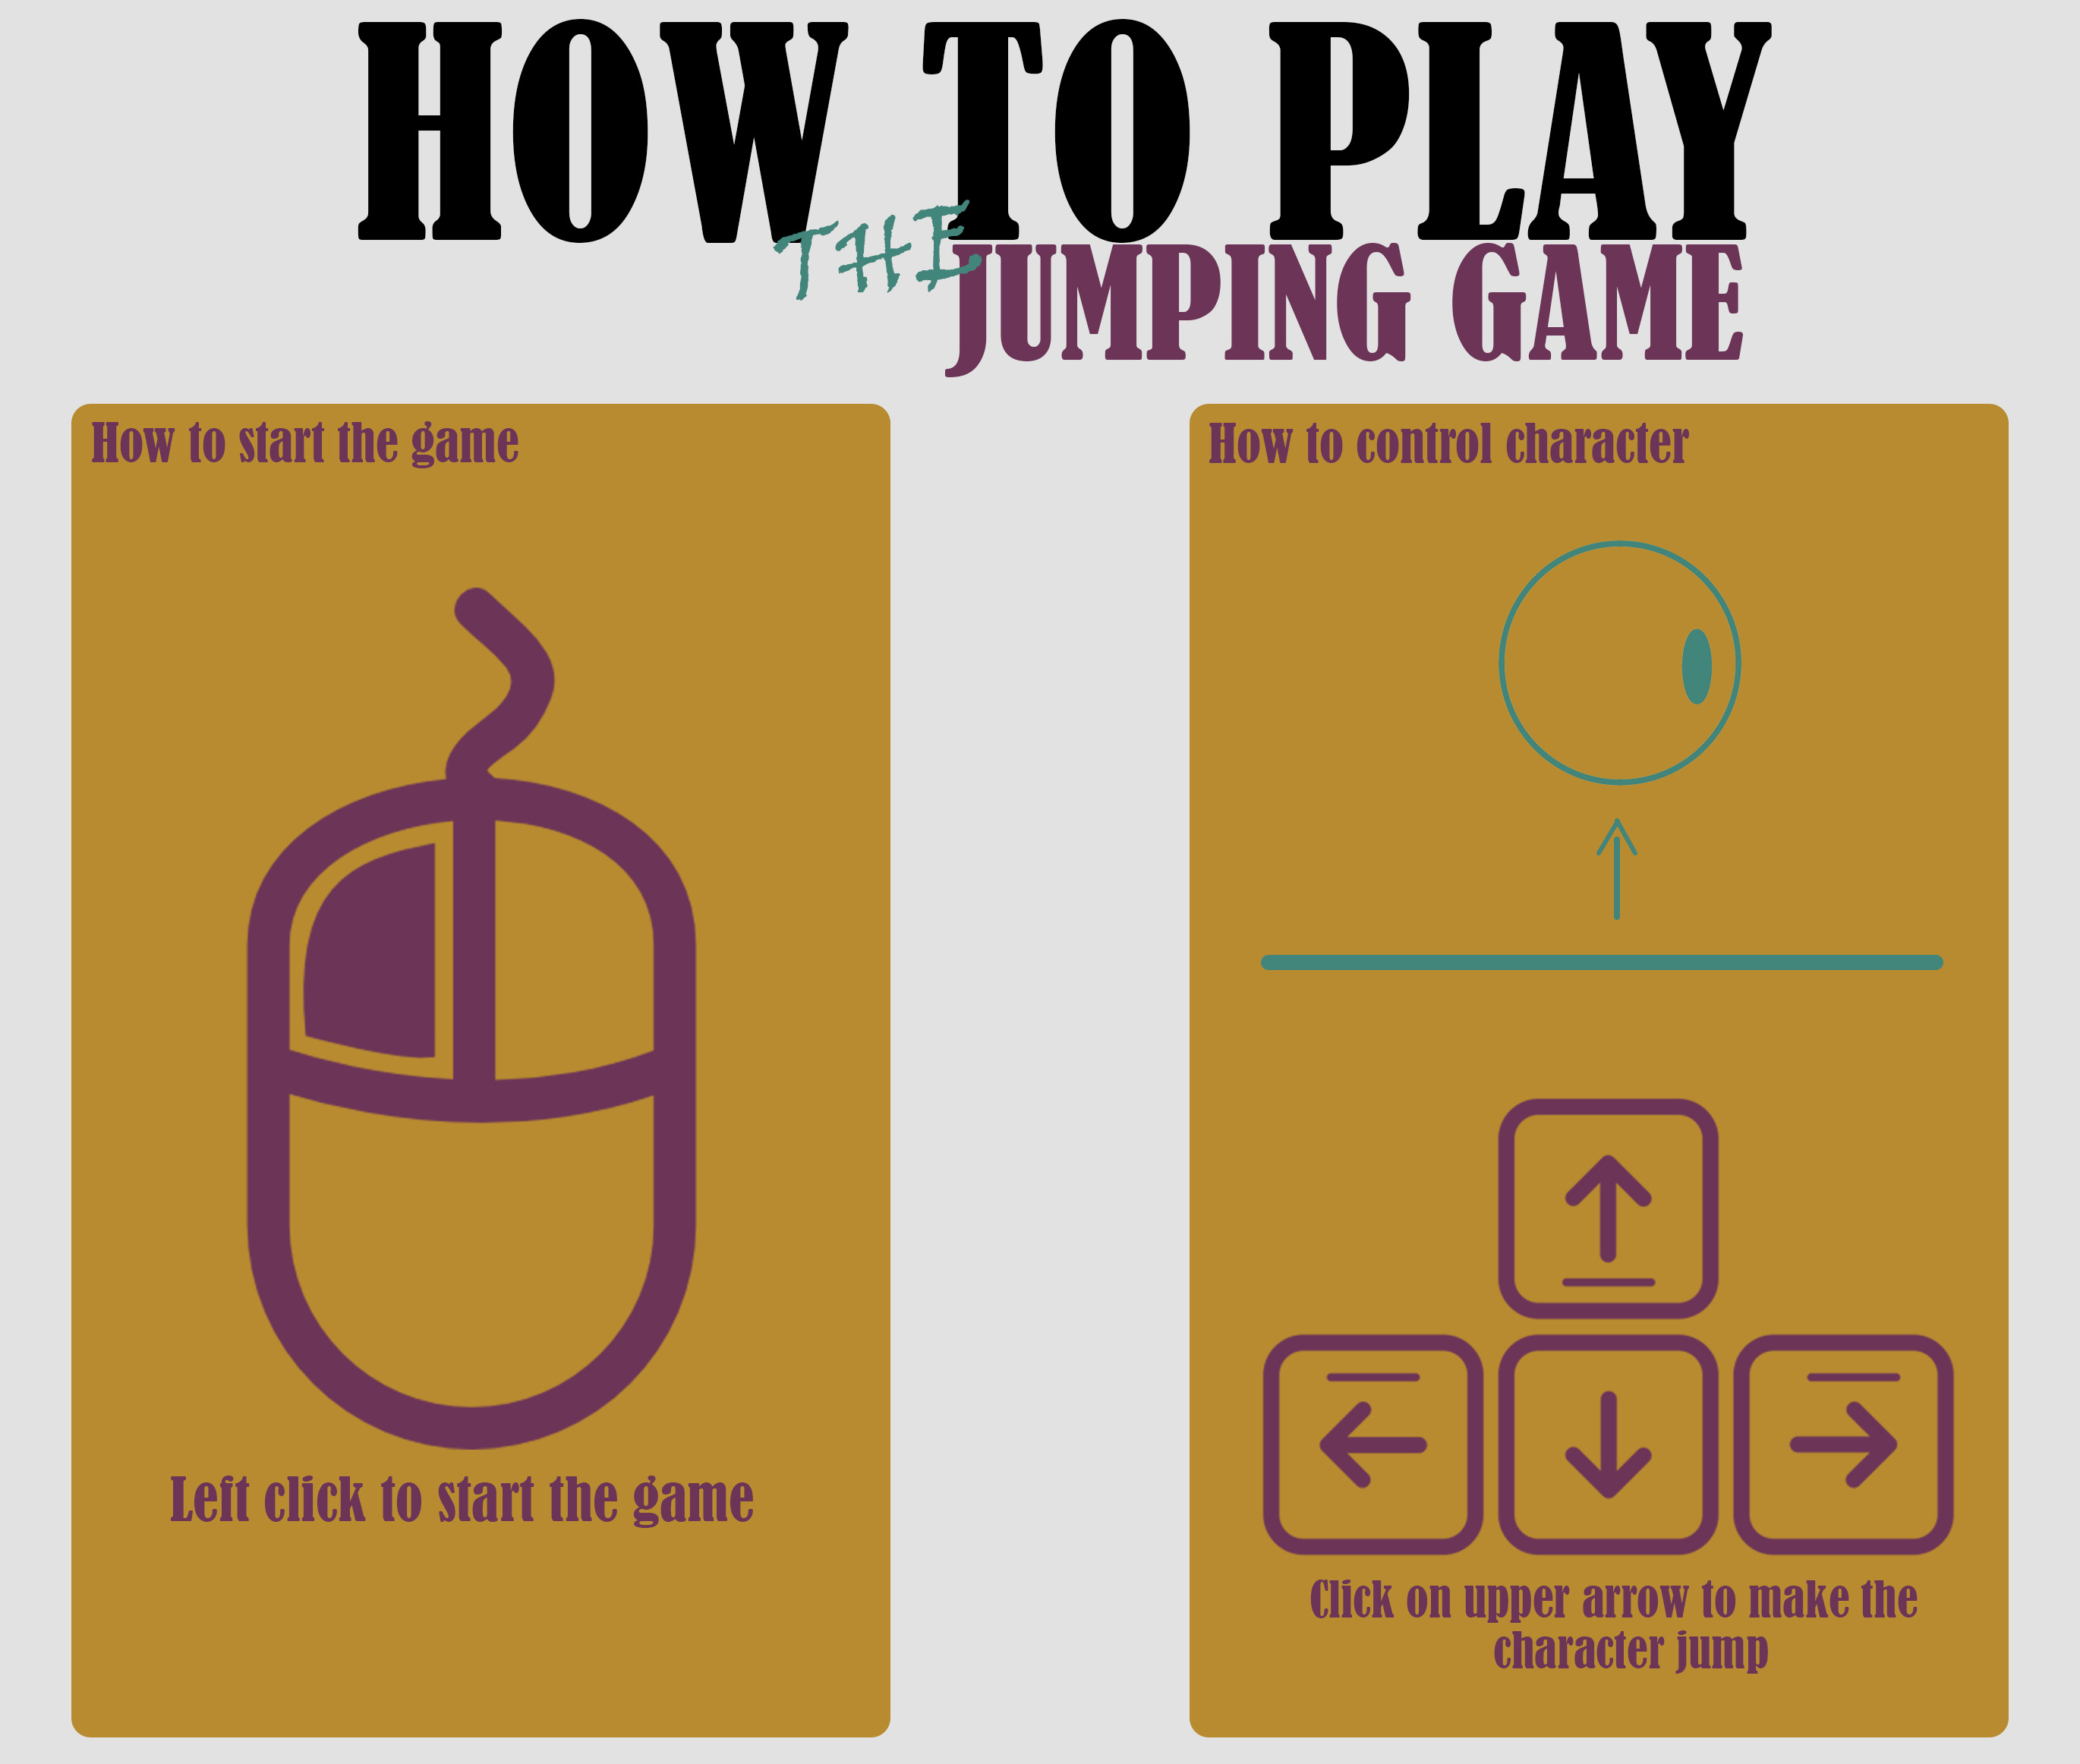 HOW TO PLAY
THE
JUMPING GAME
How to start the game
Left click to start the game
How to control character
Click on upper arrow to make the
character jump